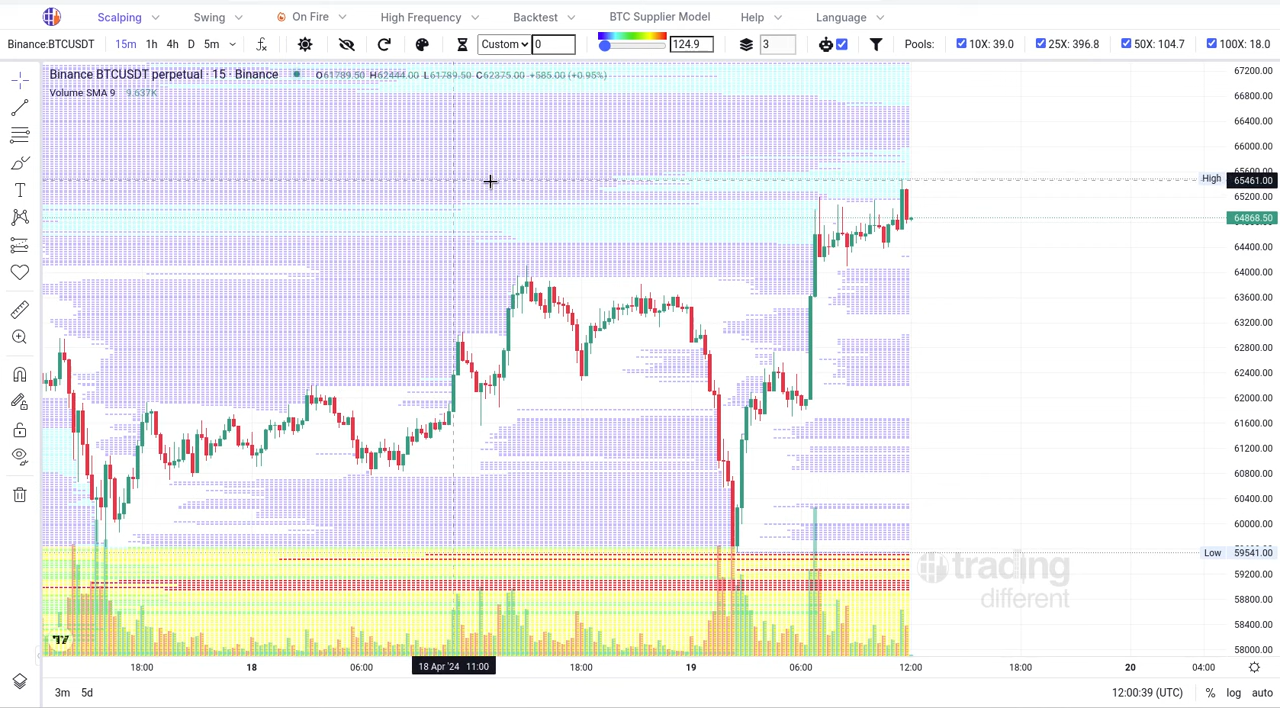 Scalping Swing On Fire High Frequency Backtest BTC Supplier Model Help Language
Binance:BTCUSDT 15m 1h 4h D 5m Custom 0 124.9 3 Pools: 10X: 39.0 25X: 396.8 50X: 104.7 100X: 18.0
Binance BTCUSDT perpetual · 15 · Binance O61789.50 H62444.00 L61789.50 C62375.00 +585.00 (+0.95%)
Volume SMA 9 9.637K
67200.00
66800.00
66400.00
66000.00
65600.00
High 65461.00
65200.00
64868.50
64400.00
64000.00
63600.00
63200.00
62800.00
62400.00
62000.00
61600.00
61200.00
60800.00
60400.00
60000.00
Low 59541.00
59200.00
58800.00
58400.00
58000.00
trading
different
18:00 18 06:00 18 Apr '24 11:00 18:00 19 06:00 12:00 18:00 20 04:00
3m 5d 12:00:39 (UTC) % log auto